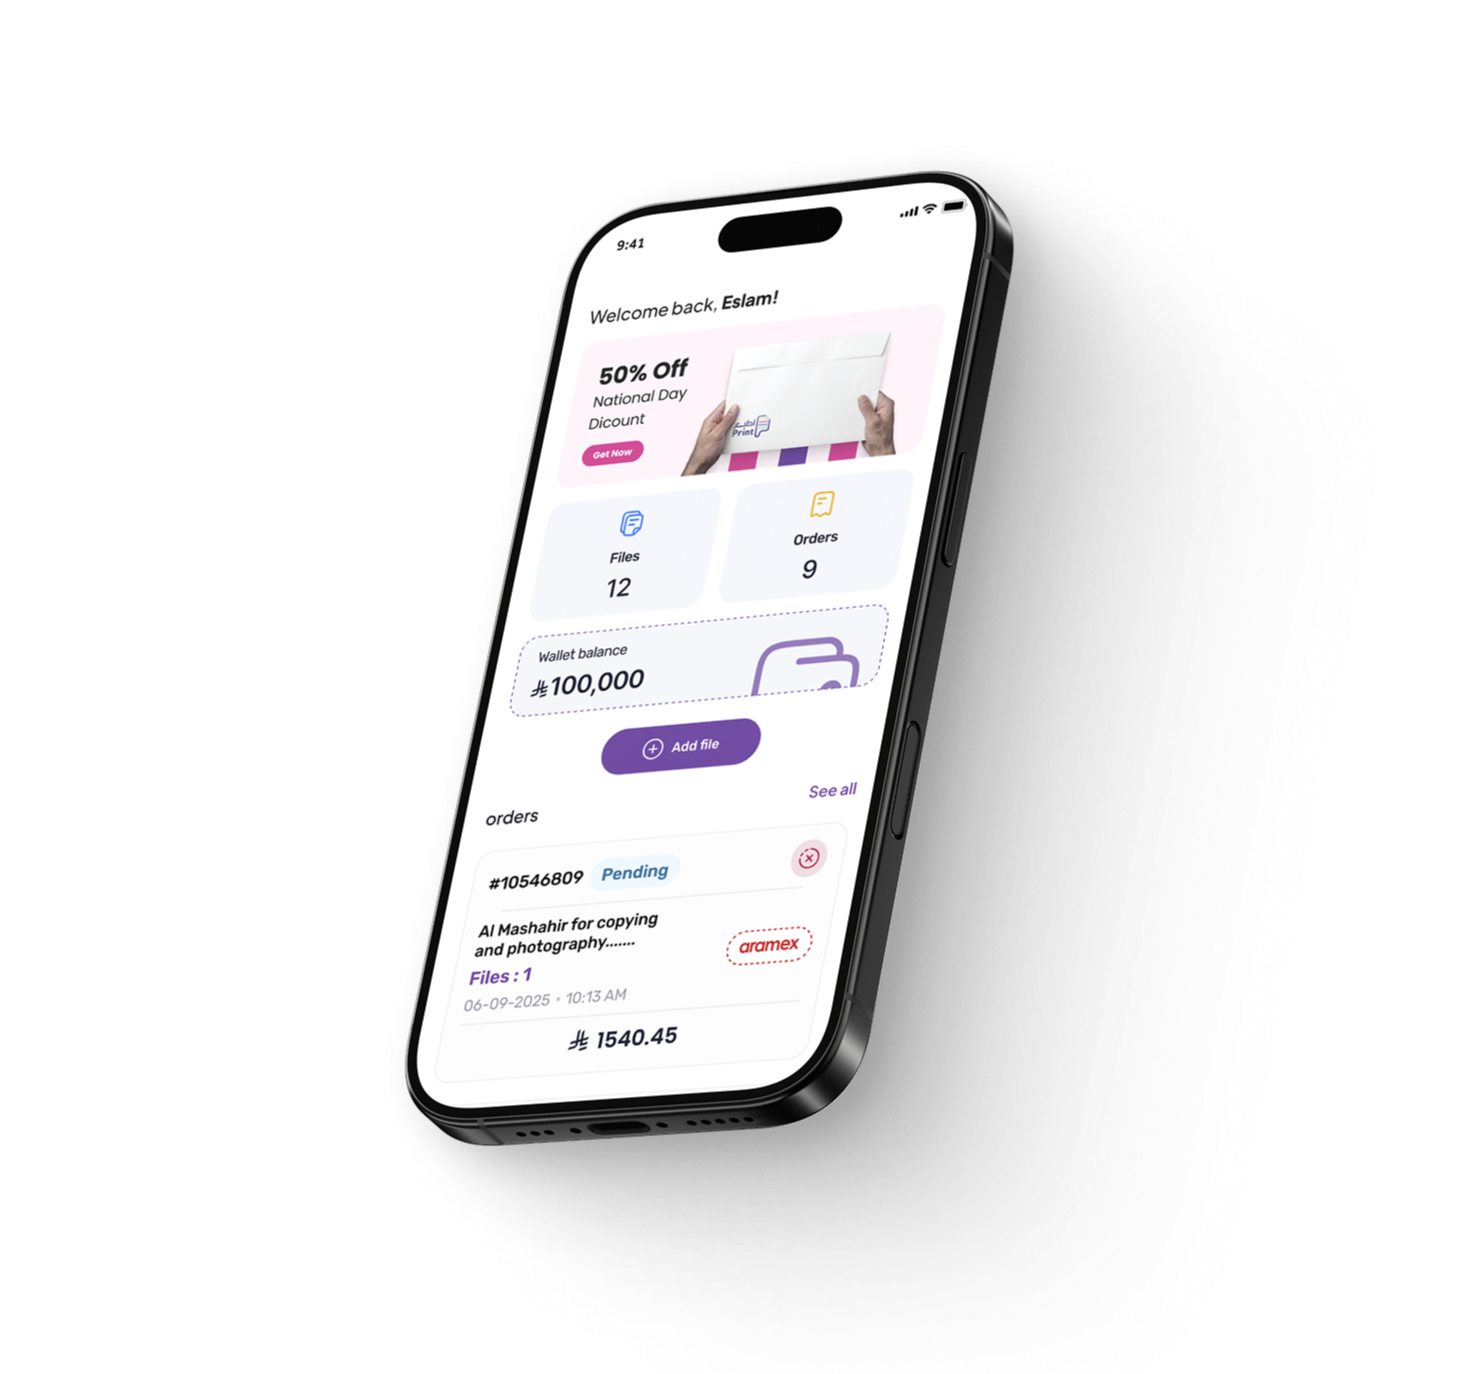 9:41
Welcome back, Eslam!
50% Off
National Day
Dicount
Get Now
اطبع
Print
Files
12
Orders
9
Wallet balance
100,000
Add file
orders
See all
#10546809 Pending
Al Mashahir for copying
and photography.......
aramex
Files : 1
06-09-2025 • 10:13 AM
1540.45